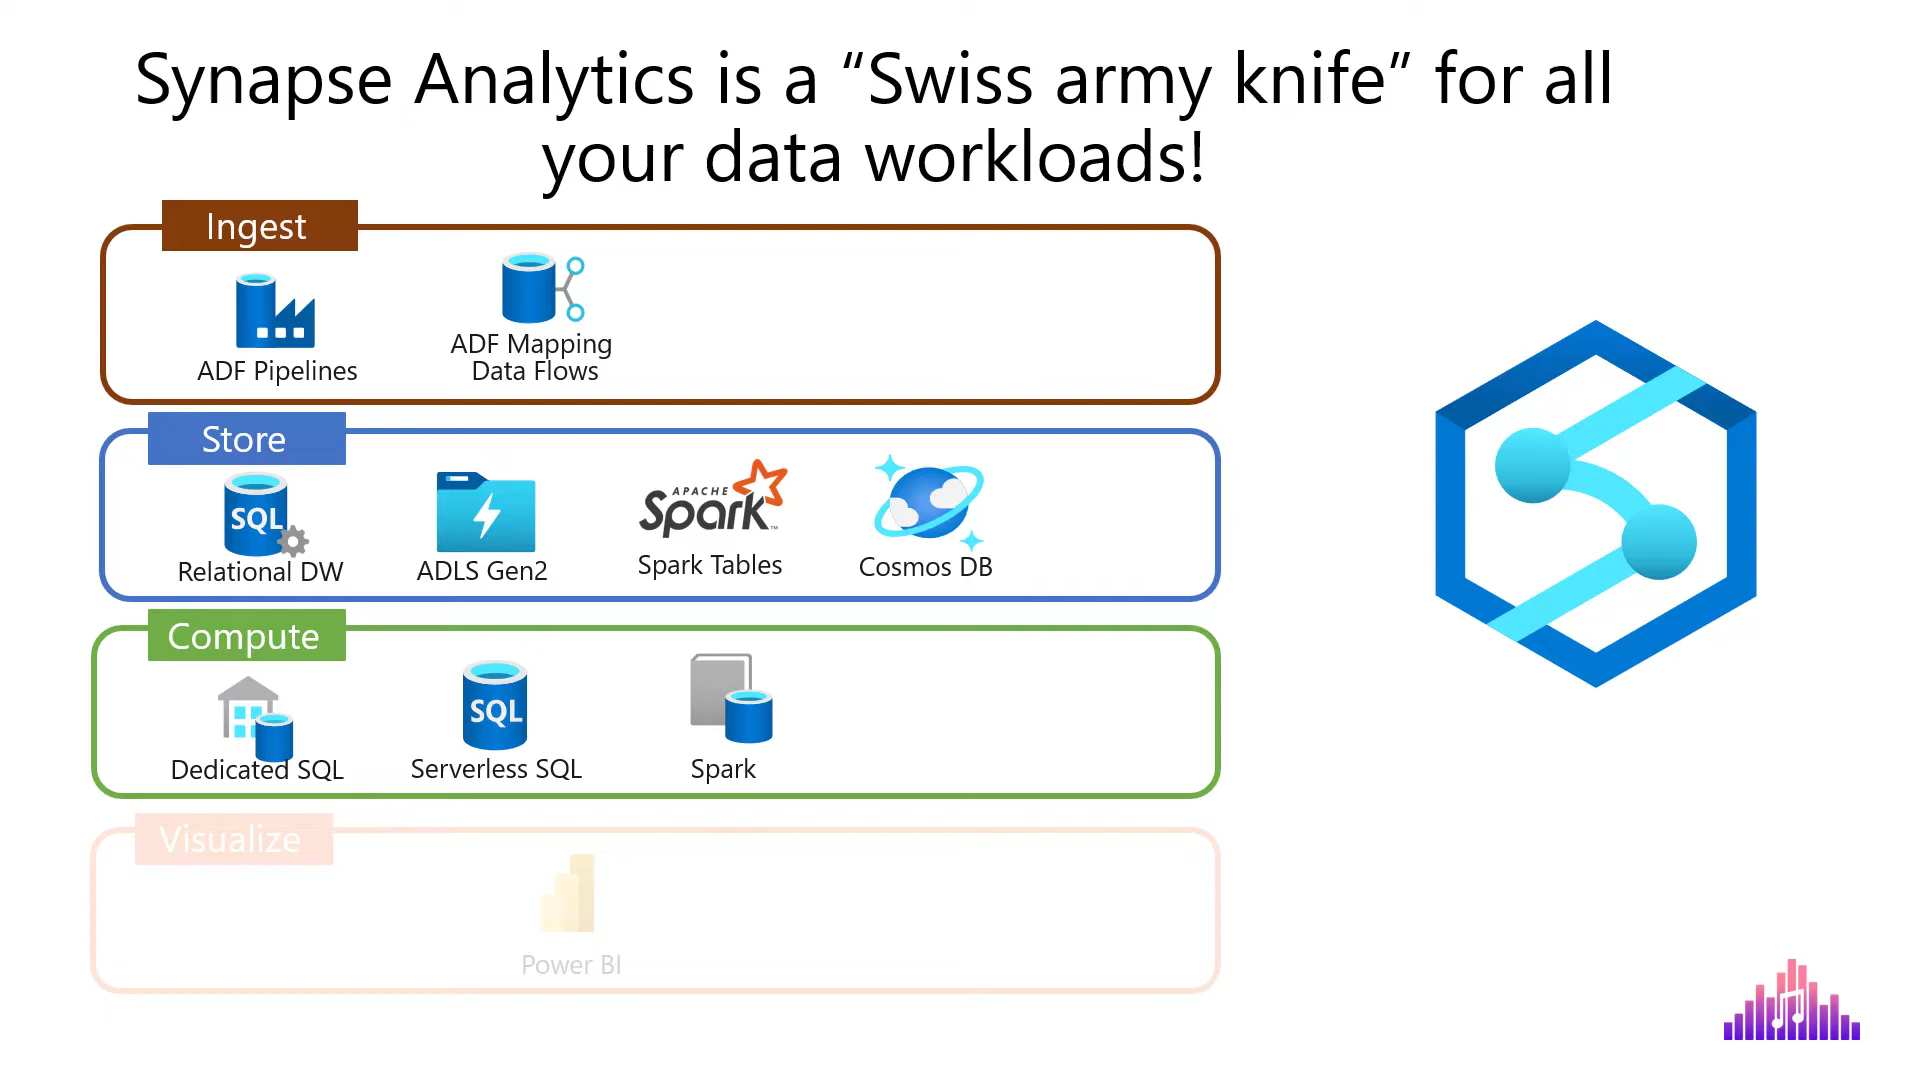 Synapse Analytics is a “Swiss army knife” for all
your data workloads!
Ingest
ADF Pipelines
ADF Mapping
Data Flows
Store
SQL
Relational DW
ADLS Gen2
APACHE
Spark™
Spark Tables
Cosmos DB
Compute
Dedicated SQL
SQL
Serverless SQL
Spark
Visualize
Power BI